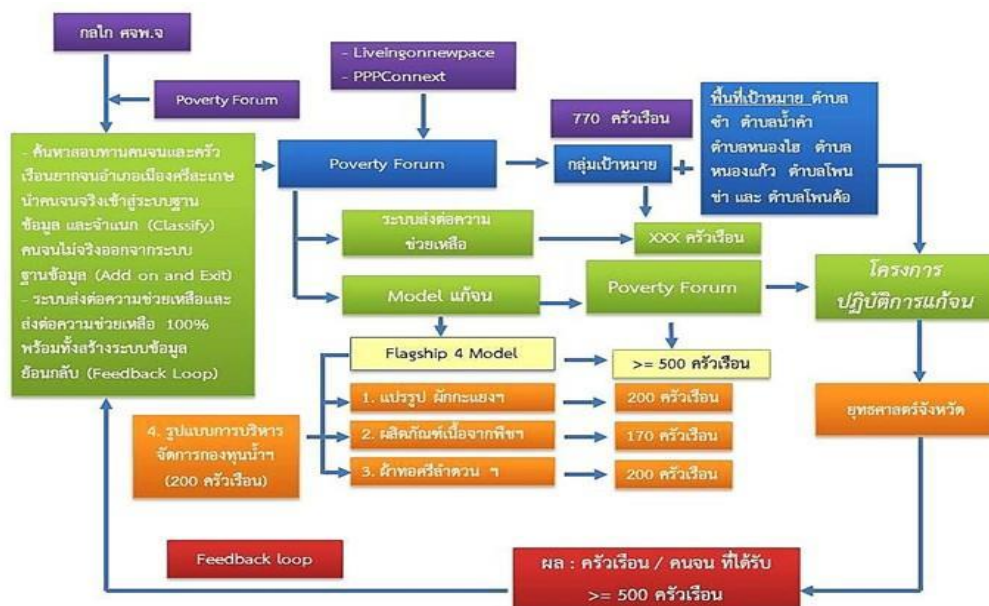 กลไก ศจพ.จ
- Liveingonnewpace
- PPPConnext
Poverty Forum
770 ครัวเรือน
พื้นที่เป้าหมาย ตำบล
ซำ ตำบลน้ำคำ
ตำบลหนองไฮ ตำบล
หนองแก้ว ตำบลโพน
ข่า และ ตำบลโพนค้อ
- ค้นหาสอบทานคนจนและครัว
เรือนยากจนอำเภอเมืองศรีสะเกษ
นำคนจนจริงเข้าสู่ระบบฐาน
ข้อมูล และจำแนก (Classify)
คนจนไม่จริงออกจากระบบ
ฐานข้อมูล (Add on and Exit)
- ระบบส่งต่อความช่วยเหลือและ
ส่งต่อความช่วยเหลือ 100%
พร้อมทั้งสร้างระบบข้อมูล
ย้อนกลับ (Feedback Loop)
Poverty Forum
กลุ่มเป้าหมาย
+
ระบบส่งต่อความ
ช่วยเหลือ
XXX ครัวเรือน
Model แก้จน
Poverty Forum
โครงการ
ปฏิบัติการแก้จน
Flagship 4 Model
>= 500 ครัวเรือน
1. แปรรูป ผักกะแยงฯ
200 ครัวเรือน
ยุทธศาสตร์จังหวัด
4. รูปแบบการบริหาร
จัดการกองทุนน้ำฯ
(200 ครัวเรือน)
2. ผลิตภัณฑ์เนื้อจากพืชฯ
170 ครัวเรือน
3. ผ้าทอศรีลำดวน ฯ
200 ครัวเรือน
Feedback loop
ผล : ครัวเรือน / คนจน ที่ได้รับ
>= 500 ครัวเรือน